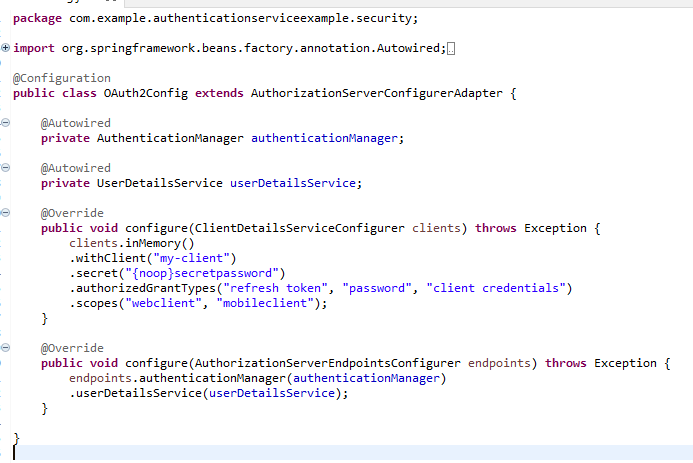 package com.example.authenticationserviceexample.security;
import org.springframework.beans.factory.annotation.Autowired;
@Configuration
public class OAuth2Config extends AuthorizationServerConfigurerAdapter {
@Autowired
private AuthenticationManager authenticationManager;
@Autowired
private UserDetailsService userDetailsService;
@Override
public void configure(ClientDetailsServiceConfigurer clients) throws Exception {
clients.inMemory()
.withClient("my-client")
.secret("{noop}secretpassword")
.authorizedGrantTypes("refresh token", "password", "client credentials")
.scopes("webclient", "mobileclient");
}
@Override
public void configure(AuthorizationServerEndpointsConfigurer endpoints) throws Exception {
endpoints.authenticationManager(authenticationManager)
.userDetailsService(userDetailsService);
}
}